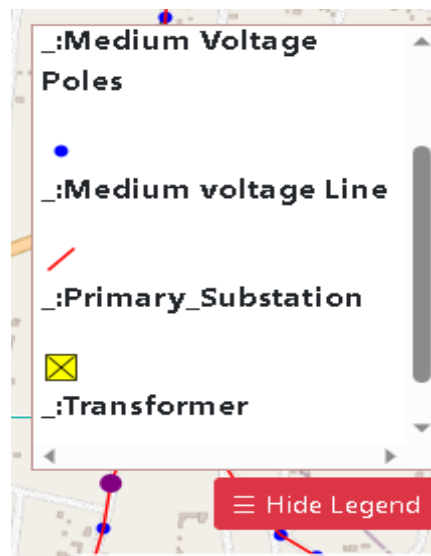 _:Medium Voltage
Poles
_:Medium voltage Line
_:Primary_Substation
_:Transformer
☰ Hide Legend